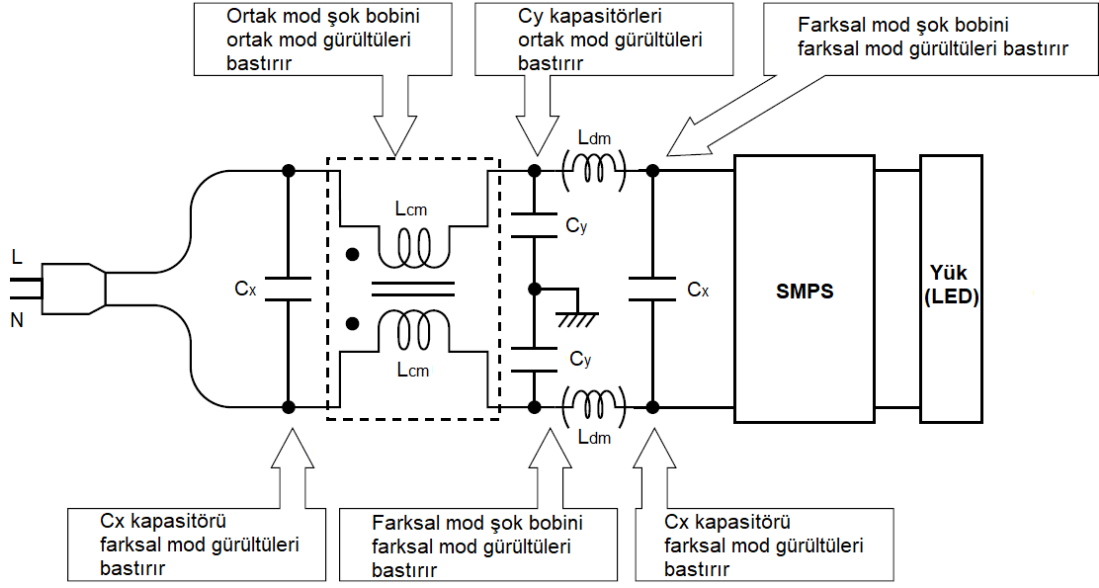 Ortak mod şok bobini
ortak mod gürültüleri
bastırır
Cy kapasitörleri
ortak mod gürültüleri
bastırır
Farksal mod şok bobini
farksal mod gürültüleri bastırır
Ldm
Lcm
Cy
L
N
Cx
Cx
SMPS
Yük
(LED)
Lcm
Cy
Ldm
Cx kapasitörü
farksal mod gürültüleri
bastırır
Farksal mod şok bobini
farksal mod gürültüleri
bastırır
Cx kapasitörü
farksal mod gürültüleri
bastırır